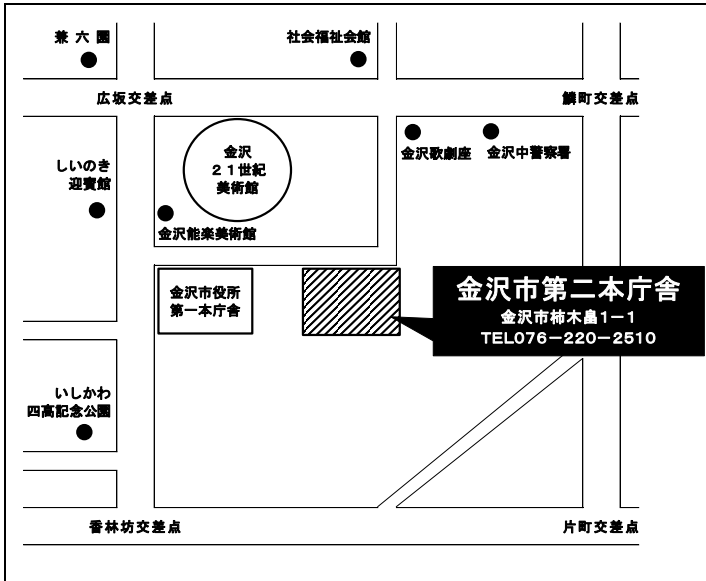 兼六園
社会福祉会館
広坂交差点
鱗町交差点
しいのき
迎賓館
金沢
21世紀
美術館
金沢歌劇座
金沢中警察署
金沢能楽美術館
金沢市役所
第一本庁舎
金沢市第二本庁舎
金沢市柿木畠1−1
TEL076−220−2510
いしかわ
四高記念公園
香林坊交差点
片町交差点